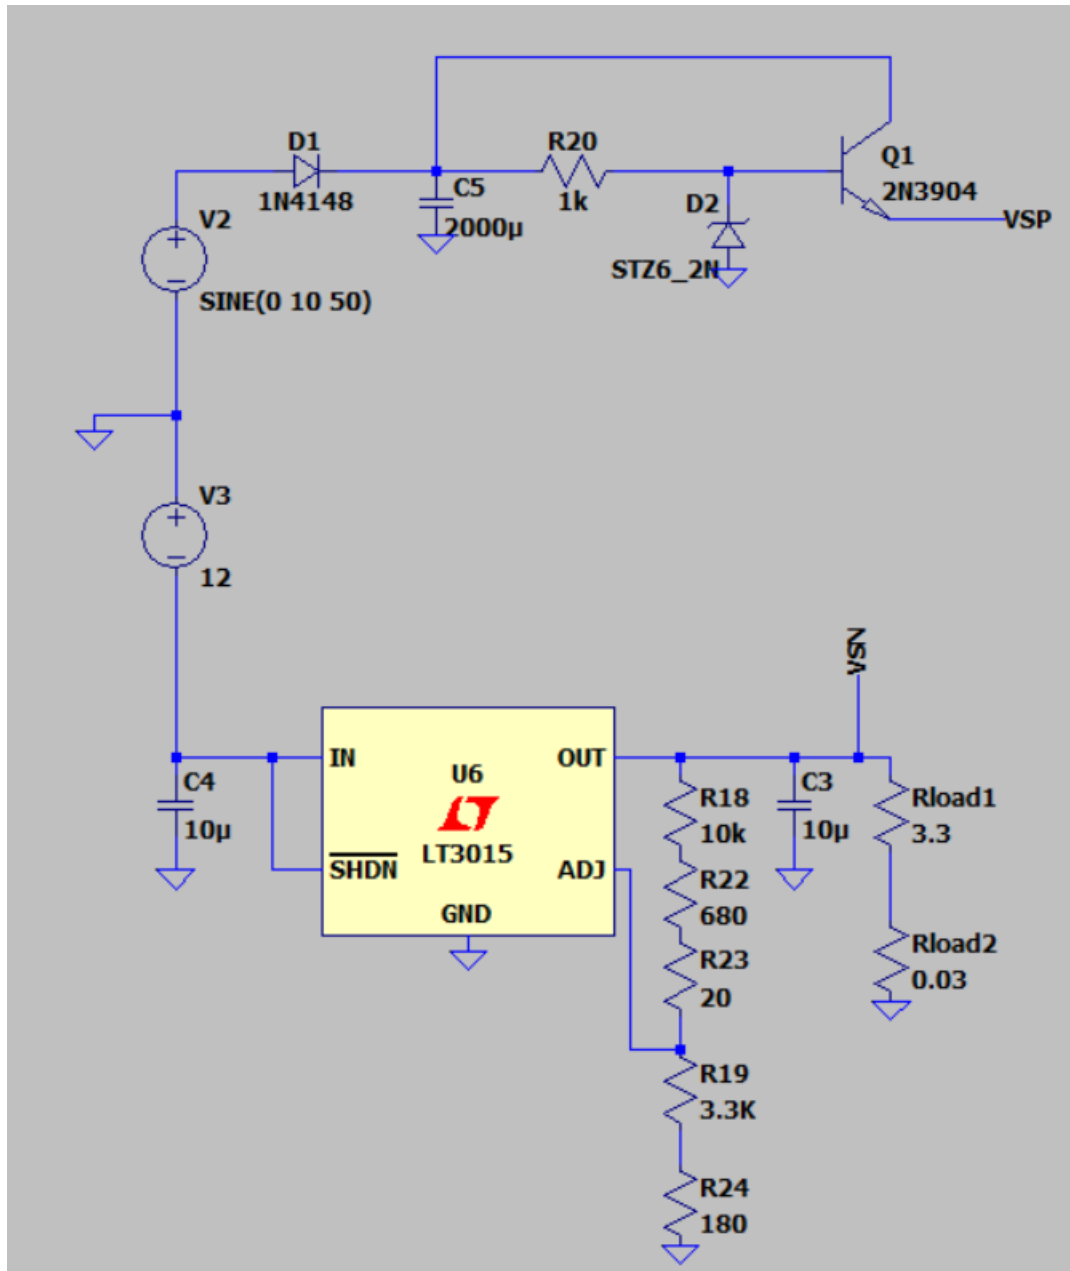 D1
1N4148
R20
1k
Q1
2N3904
C5
2000µ
D2
STZ6_2N
VSP
V2
SINE(0 10 50)
V3
12
VSN
C4
10µ
IN
OUT
U6
LT3015
SHDN
ADJ
GND
R18
10k
C3
10µ
Rload1
3.3
R22
680
R23
20
Rload2
0.03
R19
3.3K
R24
180